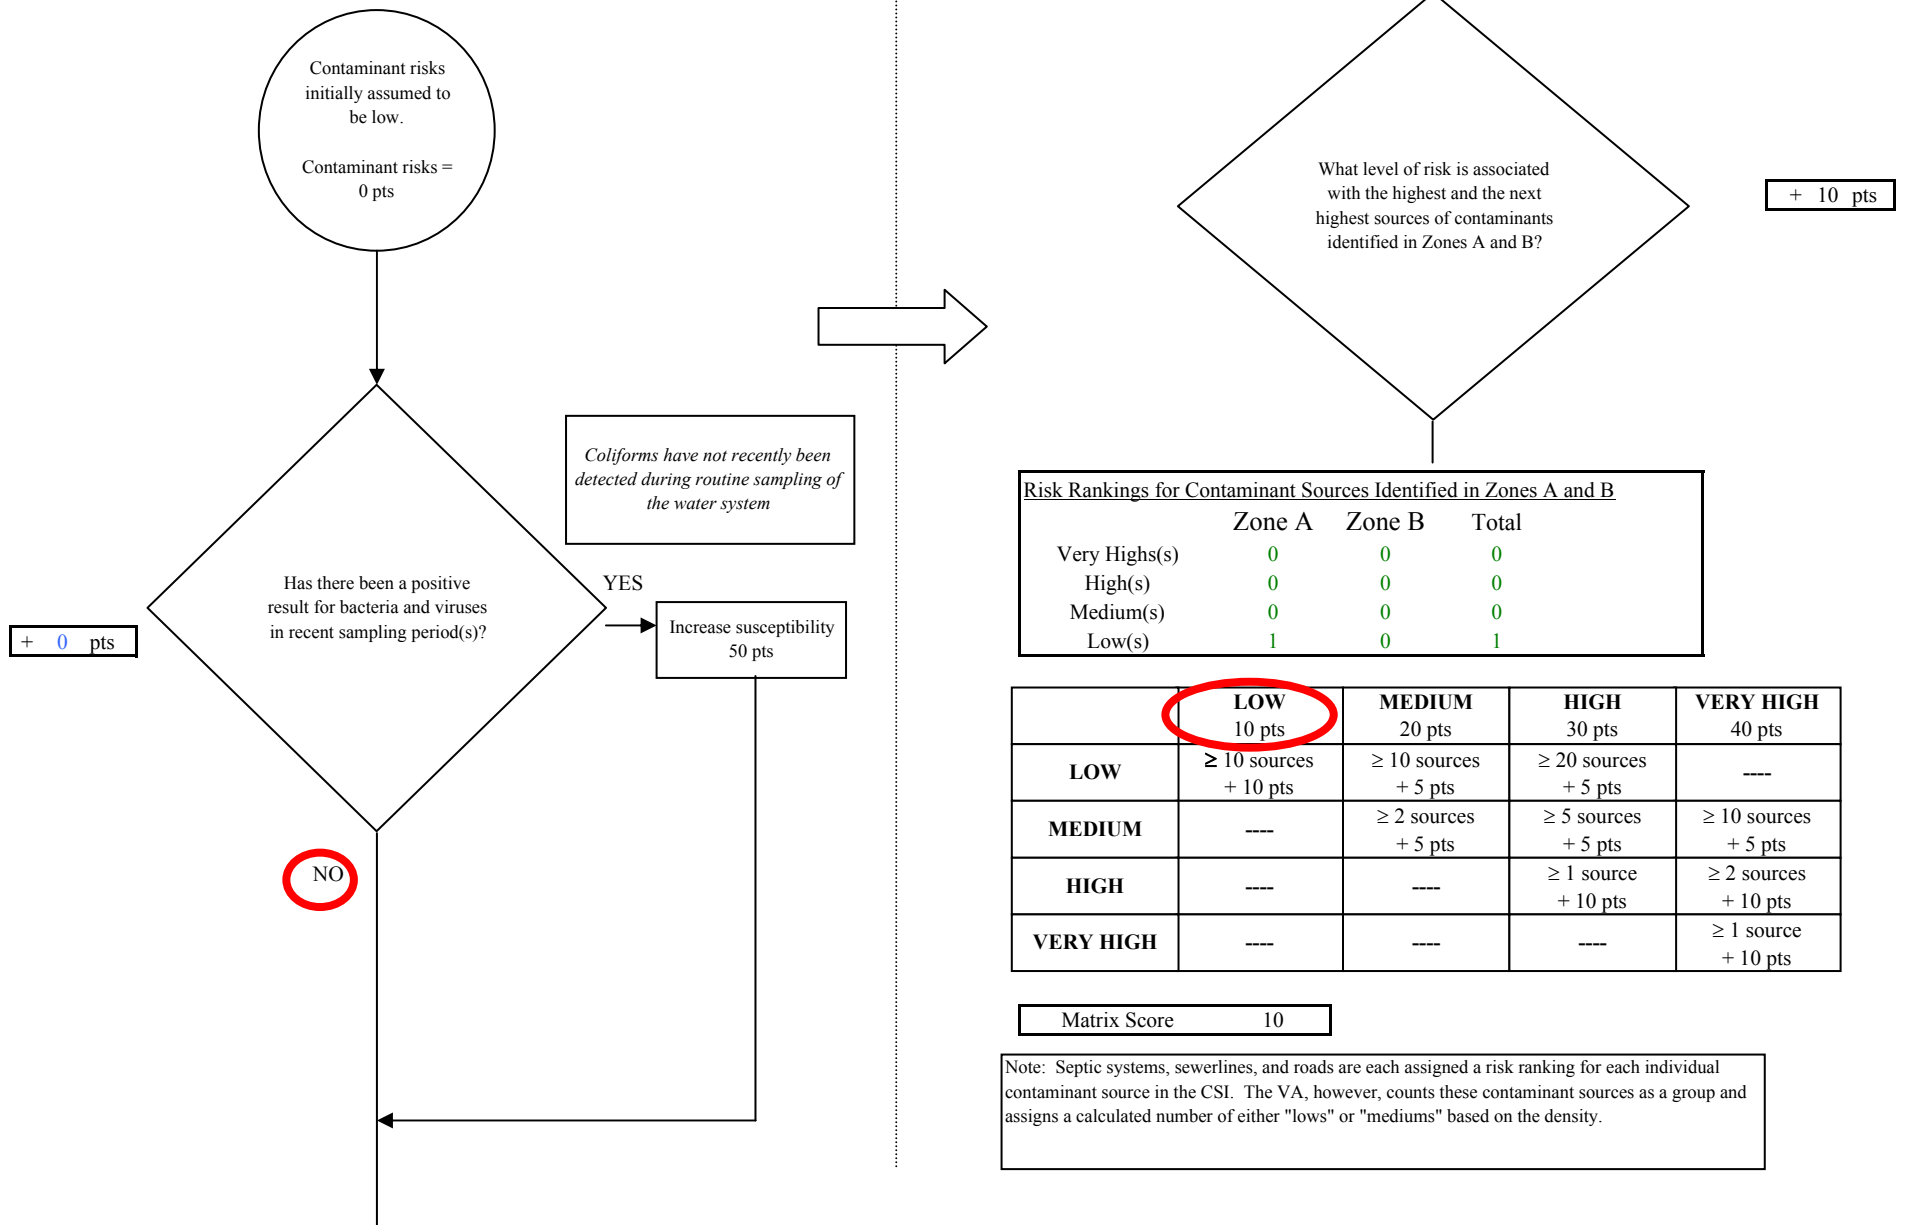 Contaminant risks
initially assumed to
be low.
Contaminant risks =
0 pts
Coliforms have not recently been
detected during routine sampling of
the water system
Has there been a positive
result for bacteria and viruses
in recent sampling period(s)?
YES
Increase susceptibility
50 pts
+ 0 pts
NO
What level of risk is associated
with the highest and the next
highest sources of contaminants
identified in Zones A and B?
+ 10 pts
Risk Rankings for Contaminant Sources Identified in Zones A and B
Zone A Zone B Total
Very Highs(s) 0 0 0
High(s) 0 0 0
Medium(s) 0 0 0
Low(s) 1 0 1
LOW MEDIUM HIGH VERY HIGH
10 pts 20 pts 30 pts 40 pts
LOW ≥ 10 sources ≥ 10 sources ≥ 20 sources ----
+ 10 pts + 5 pts + 5 pts
MEDIUM ---- ≥ 2 sources ≥ 5 sources ≥ 10 sources
+ 5 pts + 5 pts + 5 pts
HIGH ---- ---- ≥ 1 source ≥ 2 sources
+ 10 pts + 10 pts
VERY HIGH ---- ---- ---- ≥ 1 source
+ 10 pts
Matrix Score 10
Note: Septic systems, sewerlines, and roads are each assigned a risk ranking for each individual
contaminant source in the CSI. The VA, however, counts these contaminant sources as a group and
assigns a calculated number of either "lows" or "mediums" based on the density.